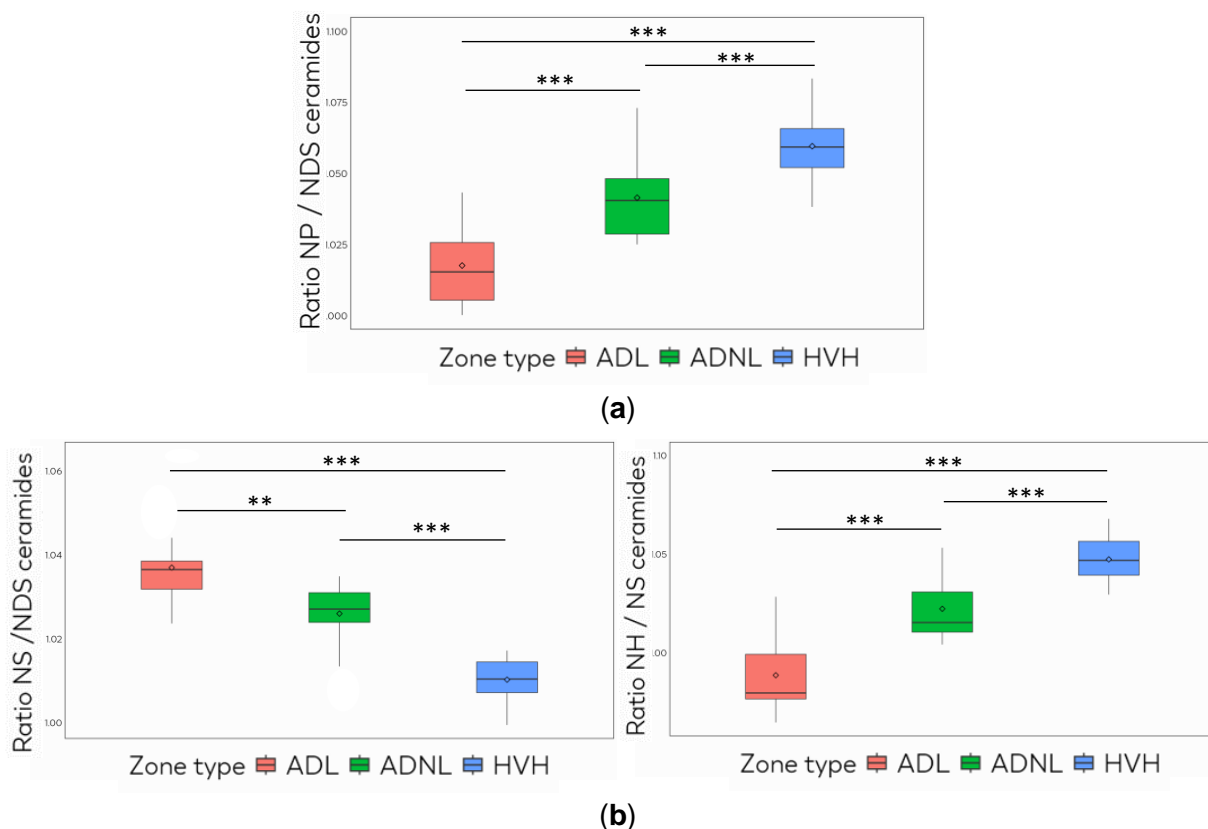 Ratio NP / NDS ceramides
1.100
1.075
1.050
1.025
.000
***
***
***
Zone type ADL ADNL HVH
(a)
Ratio NS /NDS ceramides
1.06
1.04
1.02
1.00
***
**
***
Zone type ADL ADNL HVH
Ratio NH / NS ceramides
1.10
1.05
1.00
***
***
***
Zone type ADL ADNL HVH
(b)